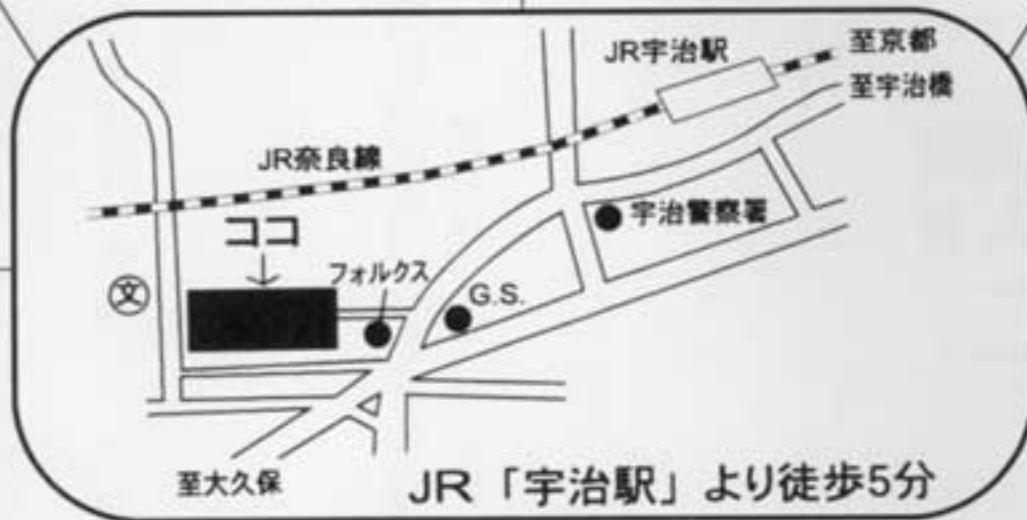 JR宇治駅
至京都
至宇治橋
JR奈良線
宇治警察署
ココ
フォルクス
文
G.S.
至大久保
JR「宇治駅」より徒歩5分